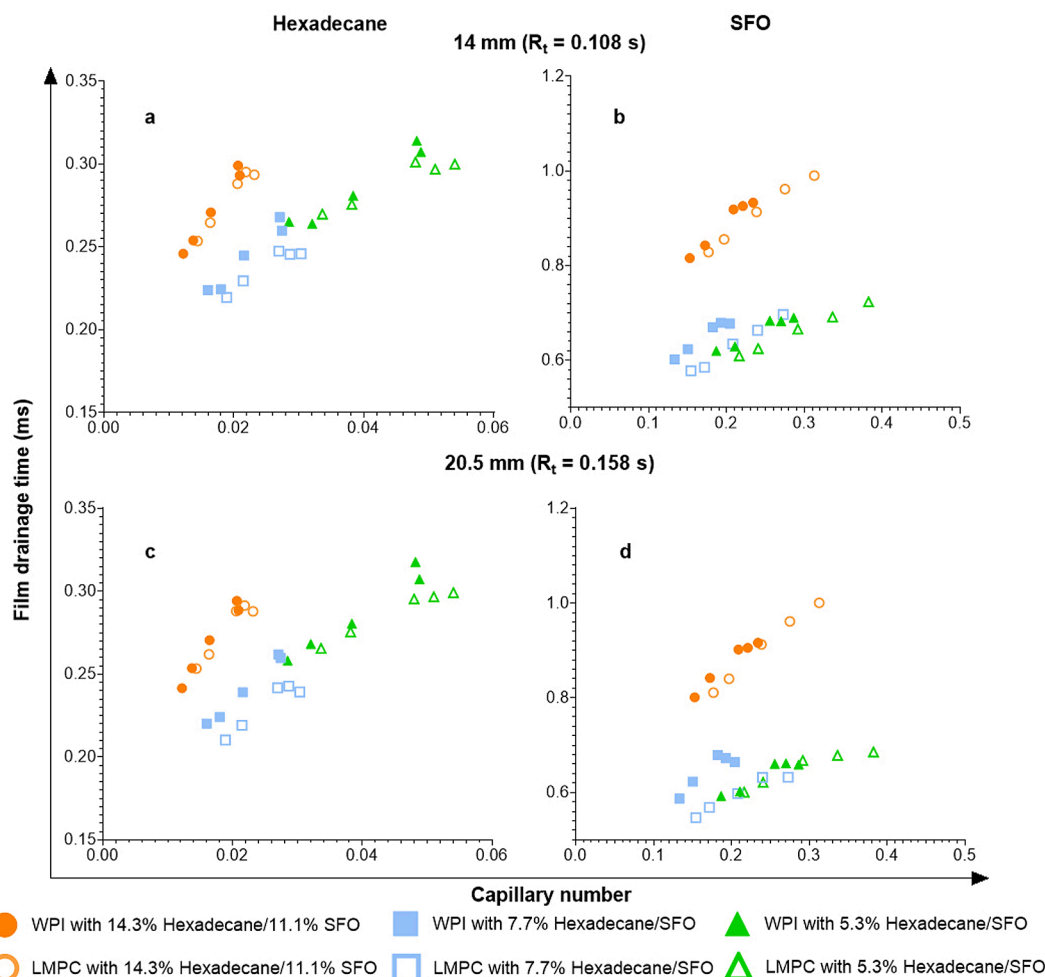 Hexadecane SFO
14 mm (Rt = 0.108 s)
0.35
0.30
0.25
0.20
0.15
a
0.00 0.02 0.04 0.06
1.2
1.0
0.8
0.6
b
0.0 0.1 0.2 0.3 0.4 0.5
Film drainage time (ms)
20.5 mm (Rt = 0.158 s)
0.35
0.30
0.25
0.20
0.15
c
0.00 0.02 0.04 0.06
1.2
1.0
0.8
0.6
d
0.0 0.1 0.2 0.3 0.4 0.5
Capillary number
WPI with 14.3% Hexadecane/11.1% SFO WPI with 7.7% Hexadecane/SFO WPI with 5.3% Hexadecane/SFO
LMPC with 14.3% Hexadecane/11.1% SFO LMPC with 7.7% Hexadecane/SFO LMPC with 5.3% Hexadecane/SFO